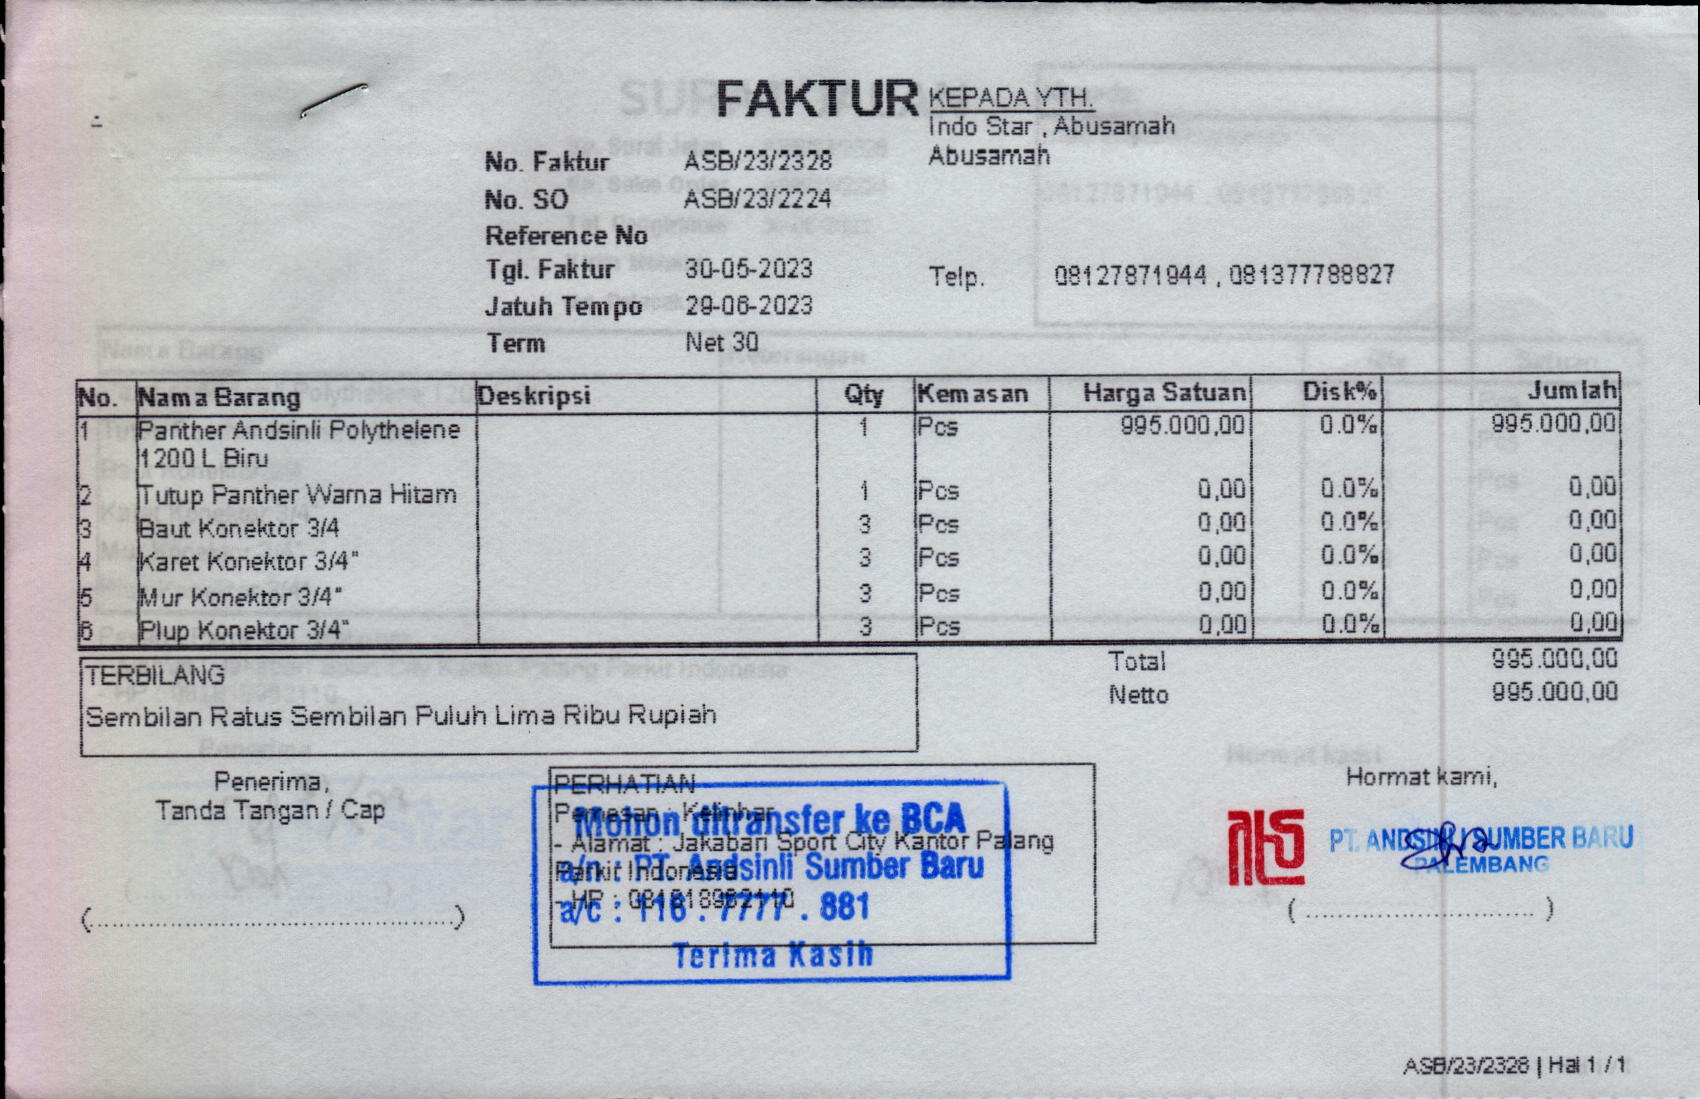 FAKTUR
KEPADA YTH.
Indo Star , Abusamah
Abusamah
No. Faktur ASB/23/2328
No. SO ASB/23/2224
Reference No
Tgl. Faktur 30-05-2023
Telp. 08127871944 , 081377788827
Jatuh Tempo 29-06-2023
Term Net 30
No. Nama Barang Deskripsi Qty Kemasan Harga Satuan Disk% Jumlah
1 Panther Andsinli Polythelene 1 Pcs 995.000,00 0.0% 995.000,00
1200 L Biru
2 Tutup Panther Warna Hitam 1 Pcs 0,00 0.0% 0,00
3 Baut Konektor 3/4 3 Pcs 0,00 0.0% 0,00
4 Karet Konektor 3/4" 3 Pcs 0,00 0.0% 0,00
5 Mur Konektor 3/4" 3 Pcs 0,00 0.0% 0,00
6 Plup Konektor 3/4" 3 Pcs 0,00 0.0% 0,00
Total 995.000,00
Netto 995.000,00
TERBILANG
Sembilan Ratus Sembilan Puluh Lima Ribu Rupiah
Penerima,
Tanda Tangan / Cap
PERHATIAN
Pemesan :
- Alamat : Jakabari Sport City Kantor Palang
Parkit Indonesia
- HP :
Mohon ditransfer ke BCA
a/n : PT. Andsinli Sumber Baru
a/c : 116 . 7777 . 881
Terima Kasih
Hormat kami,
PT. ANDSINLI SUMBER BARU
PALEMBANG
ASB/23/2328 | Hal 1 / 1